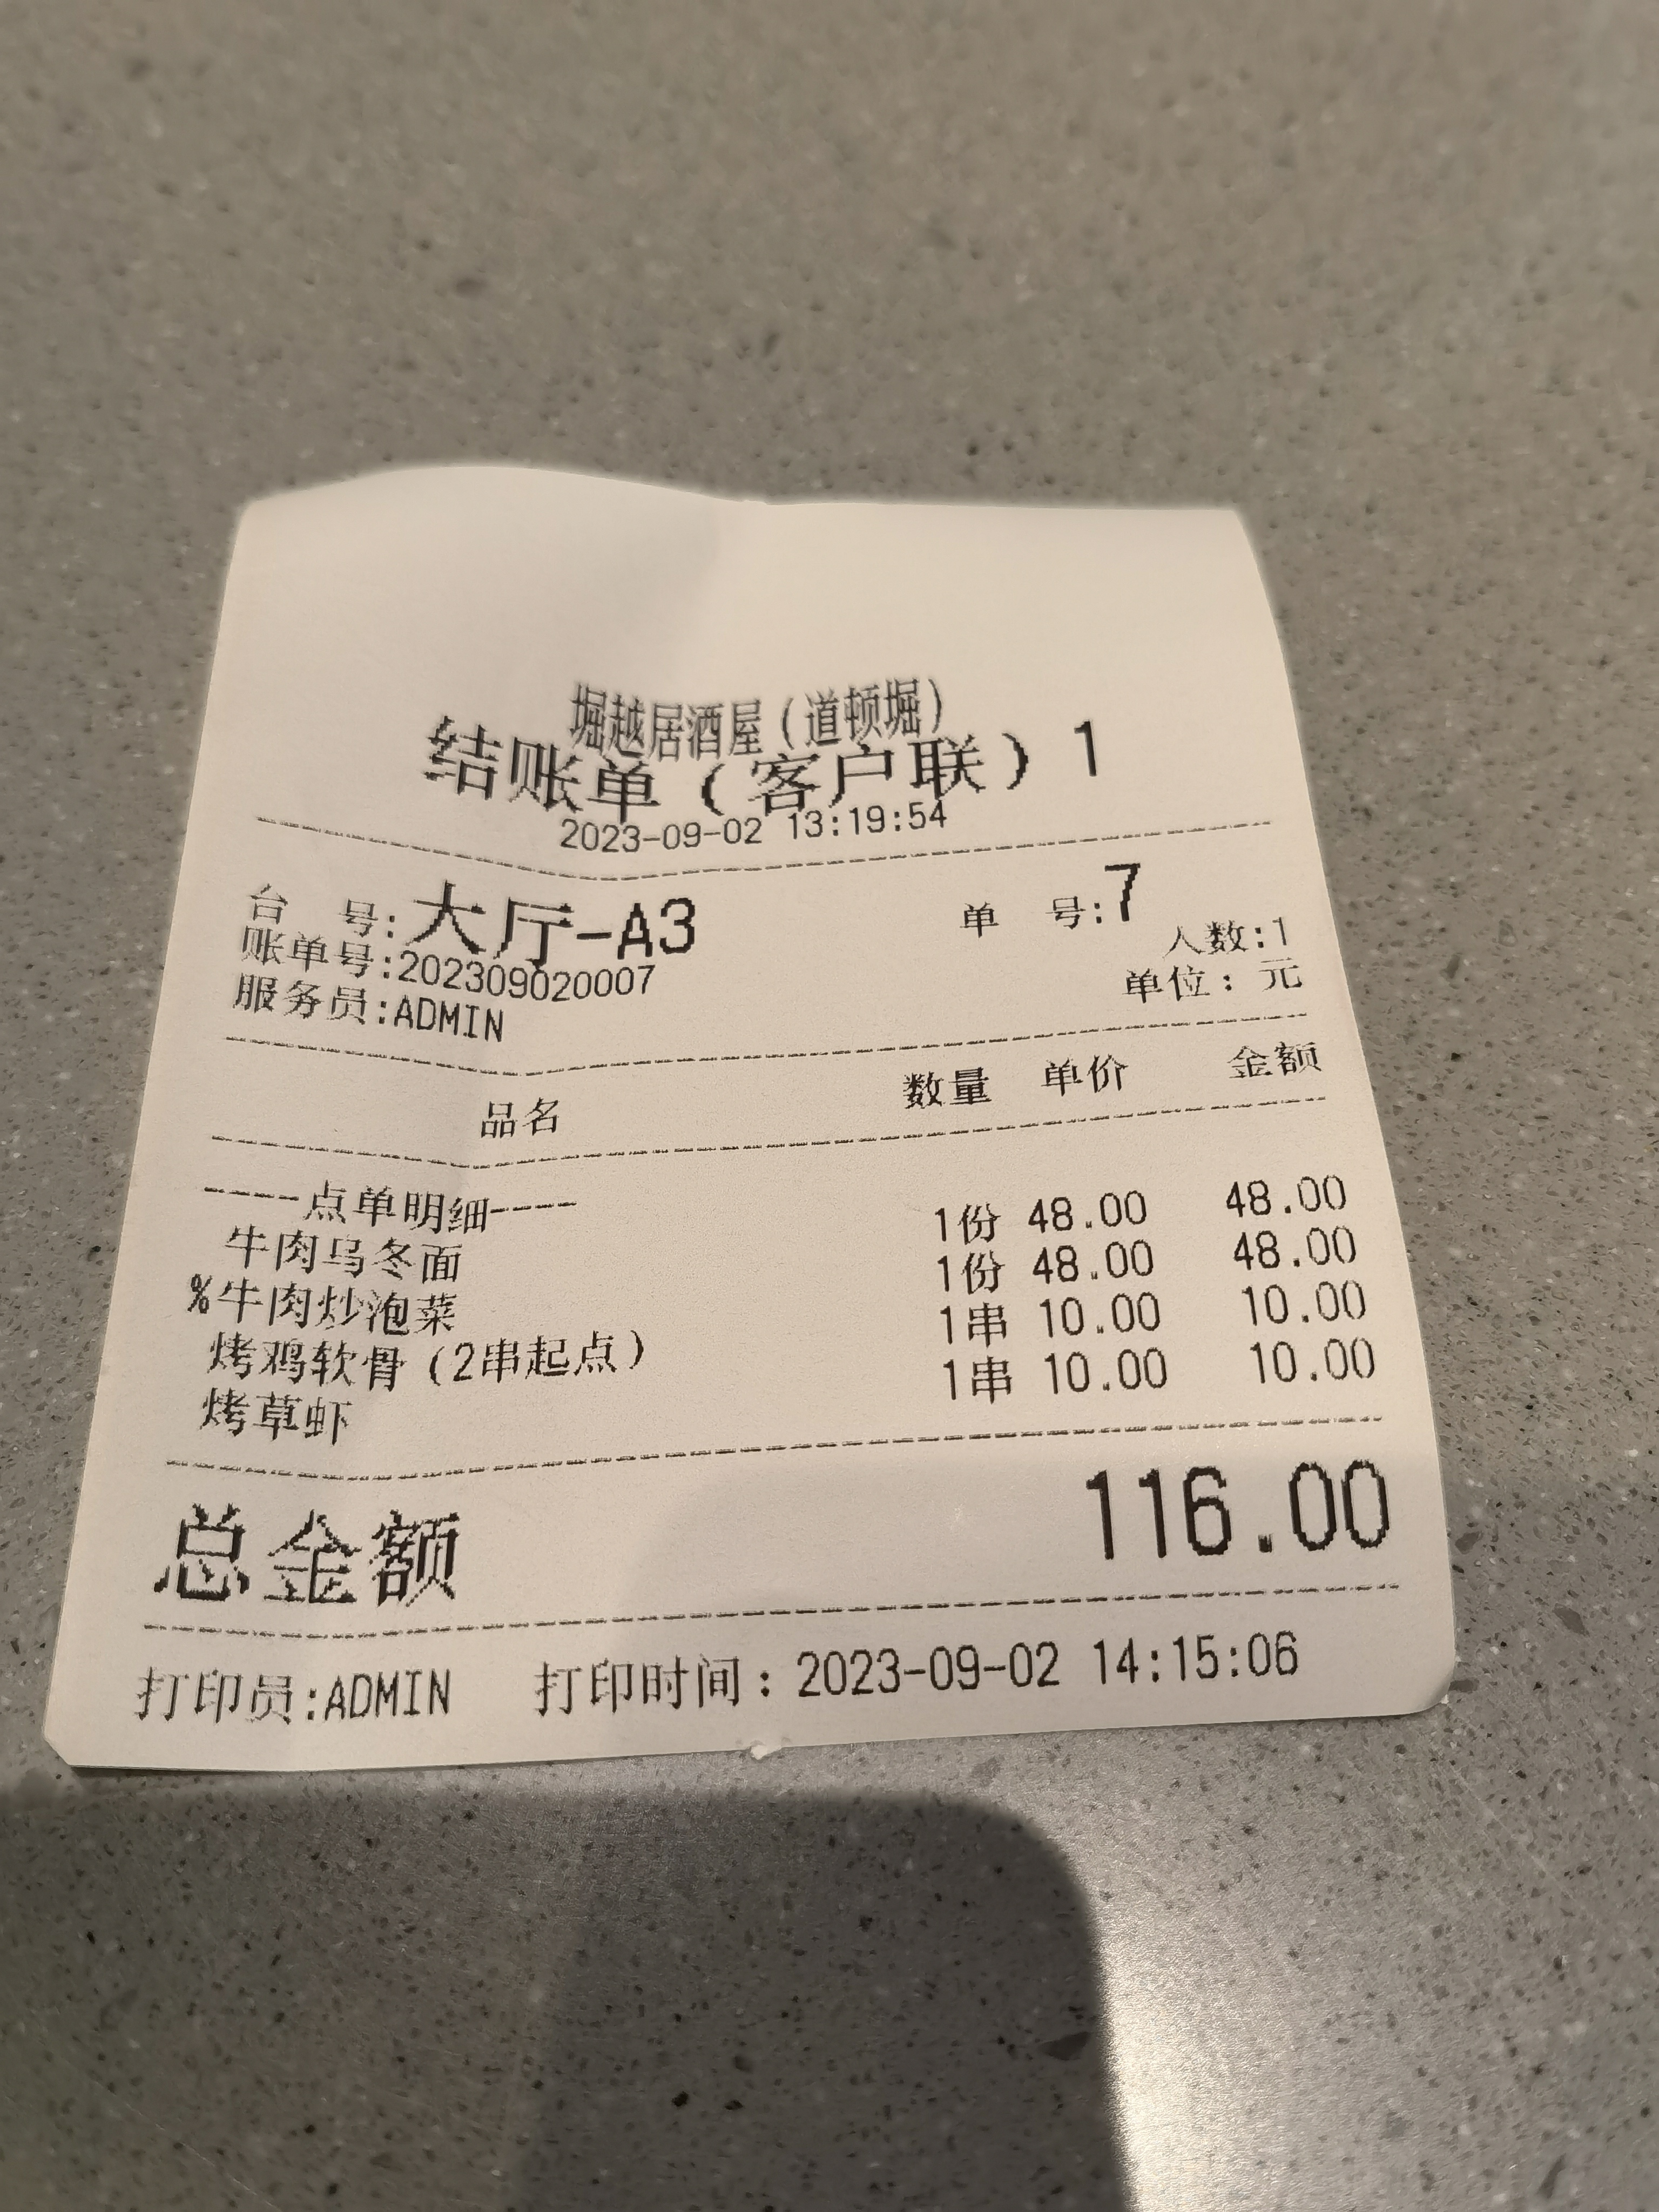 堀越居酒屋（道顿堀）
结账单（客户联）1
2023-09-02 13:19:54
台 号:大厅-A3 单 号:7
账单号:202309020007 人数:1
服务员:ADMIN 单位：元
品名 数量 单价 金额
----点单明细----
牛肉乌冬面 1份 48.00 48.00
%牛肉炒泡菜 1份 48.00 48.00
烤鸡软骨（2串起点） 1串 10.00 10.00
烤草虾 1串 10.00 10.00
总金额 116.00
打印员:ADMIN 打印时间：2023-09-02 14:15:06